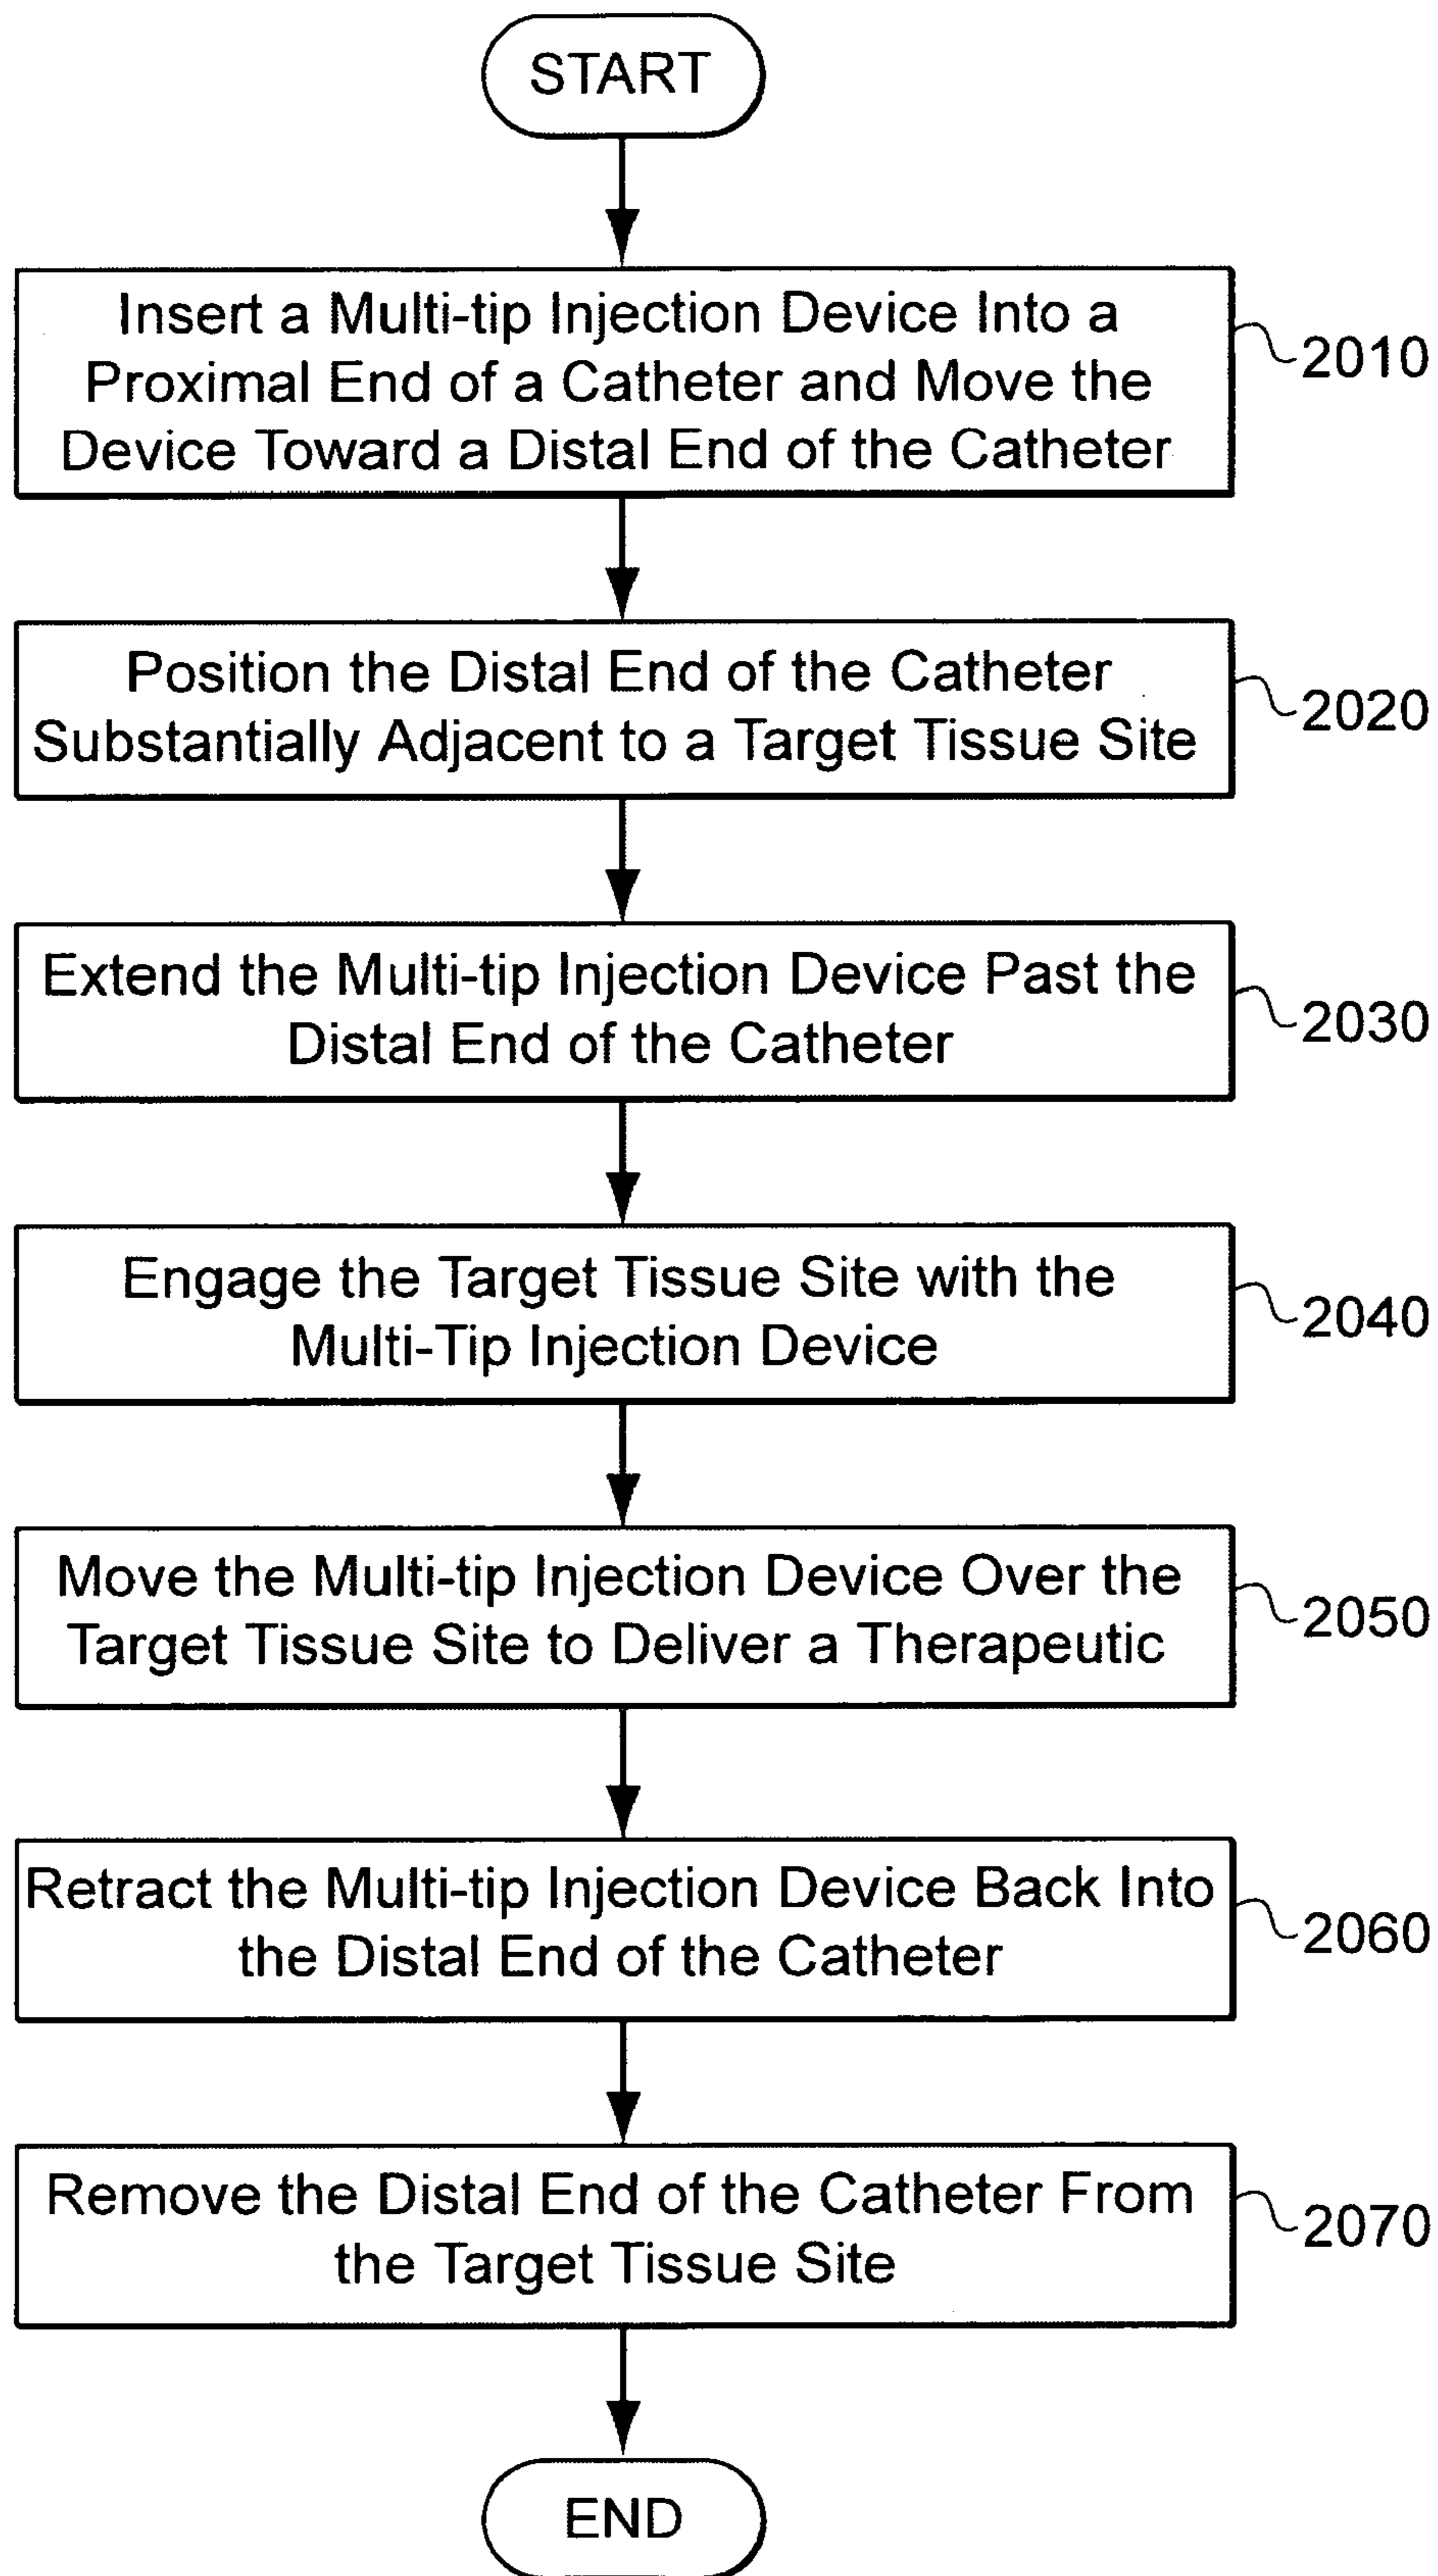 START
Insert a Multi-tip Injection Device Into a
Proximal End of a Catheter and Move the
Device Toward a Distal End of the Catheter
2010
Position the Distal End of the Catheter
Substantially Adjacent to a Target Tissue Site
2020
Extend the Multi-tip Injection Device Past the
Distal End of the Catheter
2030
Engage the Target Tissue Site with the
Multi-Tip Injection Device
2040
Move the Multi-tip Injection Device Over the
Target Tissue Site to Deliver a Therapeutic
2050
Retract the Multi-tip Injection Device Back Into
the Distal End of the Catheter
2060
Remove the Distal End of the Catheter From
the Target Tissue Site
2070
END